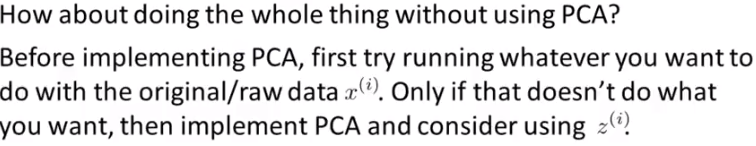 How about doing the whole thing without using PCA?
Before implementing PCA, first try running whatever you want to
do with the original/raw data x^(i). Only if that doesn't do what
you want, then implement PCA and consider using z^(i).